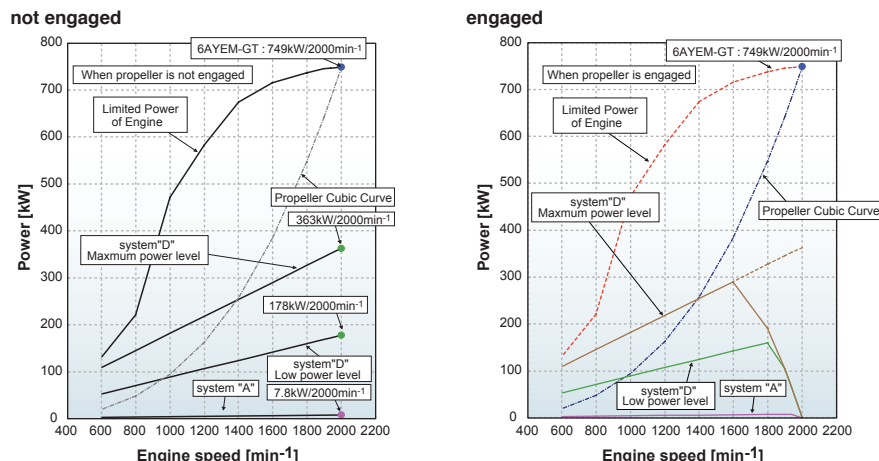 not engaged
800
700
600
500
400
300
200
100
0
Power [kW]
400 600 800 1000 1200 1400 1600 1800 2000 2200
Engine speed [min-1]
6AYEM-GT : 749kW/2000min-1
When propeller is not engaged
Limited Power
of Engine
Propeller Cubic Curve
363kW/2000min-1
system"D"
Maxmum power level
178kW/2000min-1
system"D"
Low power level
system "A"
7.8kW/2000min-1
engaged
800
700
600
500
400
300
200
100
0
Power [kW]
400 600 800 1000 1200 1400 1600 1800 2000 2200
Engine speed [min-1]
6AYEM-GT : 749kW/2000min-1
When propeller is engaged
Limited Power
of Engine
system"D"
Maxmum power level
Propeller Cubic Curve
system"D"
Low power level
system "A"